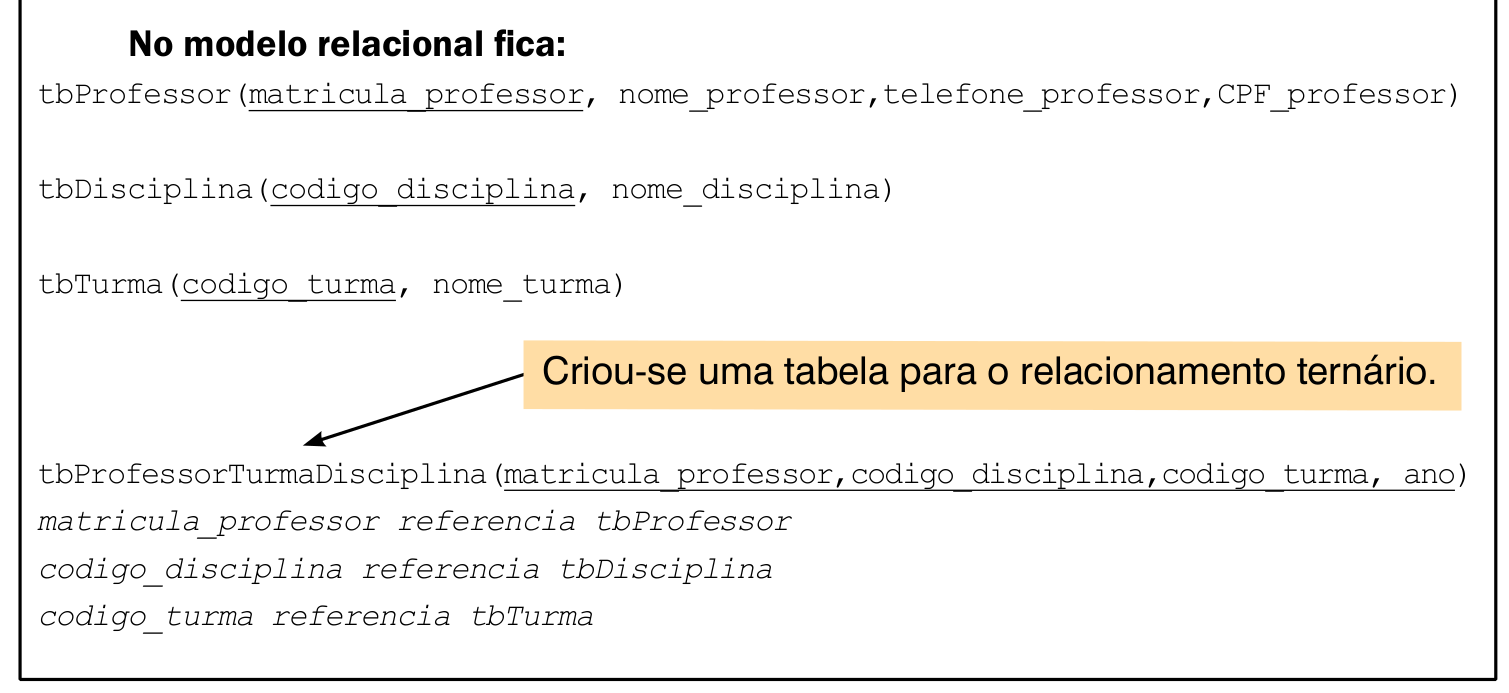 No modelo relacional fica:
tbProfessor(matricula_professor, nome_professor,telefone_professor,CPF_professor)
tbDisciplina(codigo_disciplina, nome_disciplina)
tbTurma(codigo_turma, nome_turma)
Criou-se uma tabela para o relacionamento ternário.
tbProfessorTurmaDisciplina(matricula_professor,codigo_disciplina,codigo_turma, ano)
matricula_professor referencia tbProfessor
codigo_disciplina referencia tbDisciplina
codigo_turma referencia tbTurma